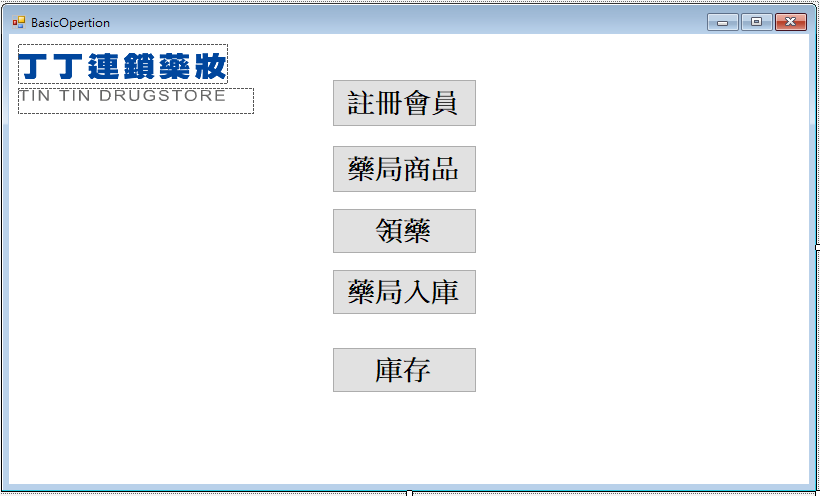 BasicOpertion
丁丁連鎖藥妝
TIN TIN DRUGSTORE
註冊會員
藥局商品
領藥
藥局入庫
庫存